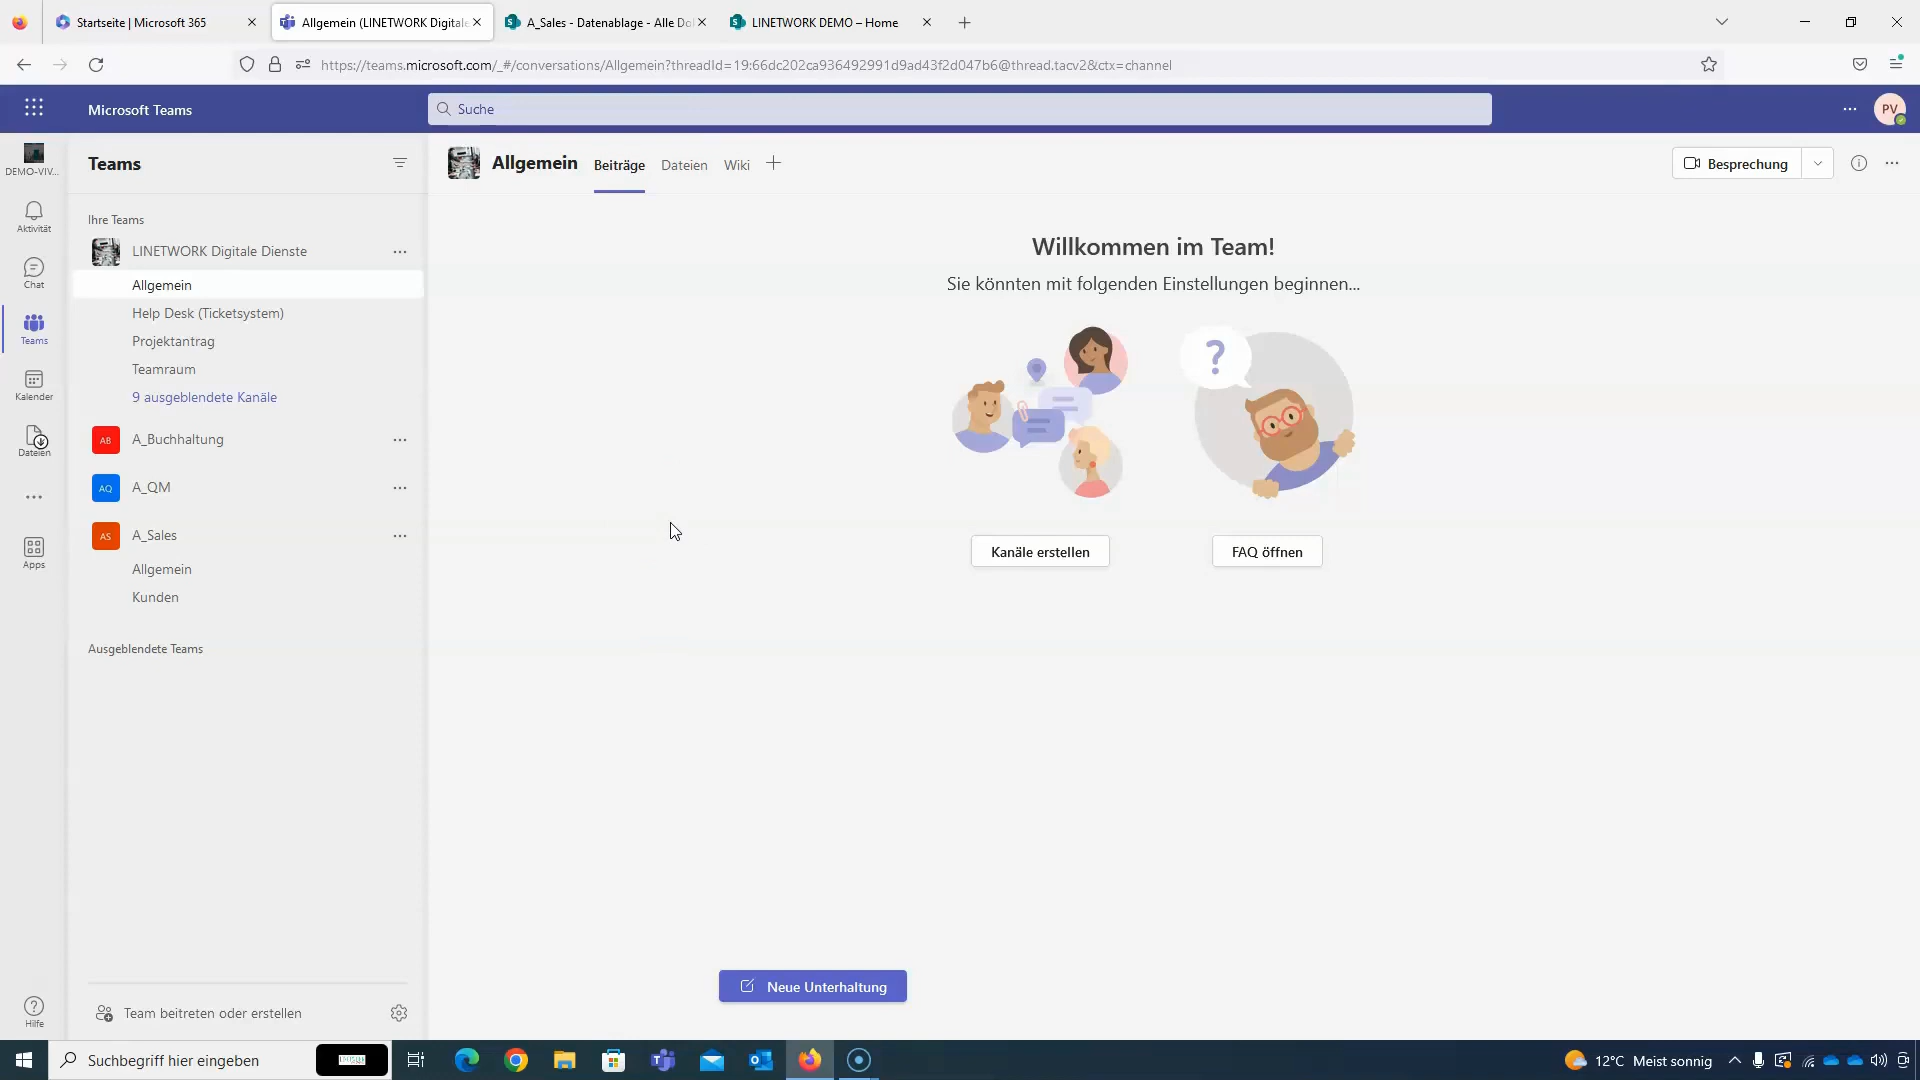 Startseite | Microsoft 365
Allgemein (LINETWORK Digitale
A_Sales - Datenablage - Alle Do
LINETWORK DEMO – Home
https://teams.microsoft.com/_#/conversations/Allgemein?threadId=19:66dc202ca936492991d9ad43f2d047b6@thread.tacv2&ctx=channel
Microsoft Teams
Suche
PV
DEMO-VIV...
Aktivität
Chat
Teams
Kalender
Dateien
Apps
Hilfe
Teams
Ihre Teams
LINETWORK Digitale Dienste
Allgemein
Help Desk (Ticketsystem)
Projektantrag
Teamraum
9 ausgeblendete Kanäle
AB A_Buchhaltung
AQ A_QM
AS A_Sales
Allgemein
Kunden
Ausgeblendete Teams
Team beitreten oder erstellen
Allgemein Beiträge Dateien Wiki
Besprechung
Willkommen im Team!
Sie könnten mit folgenden Einstellungen beginnen...
?
Kanäle erstellen
FAQ öffnen
Neue Unterhaltung
Suchbegriff hier eingeben
12°C Meist sonnig